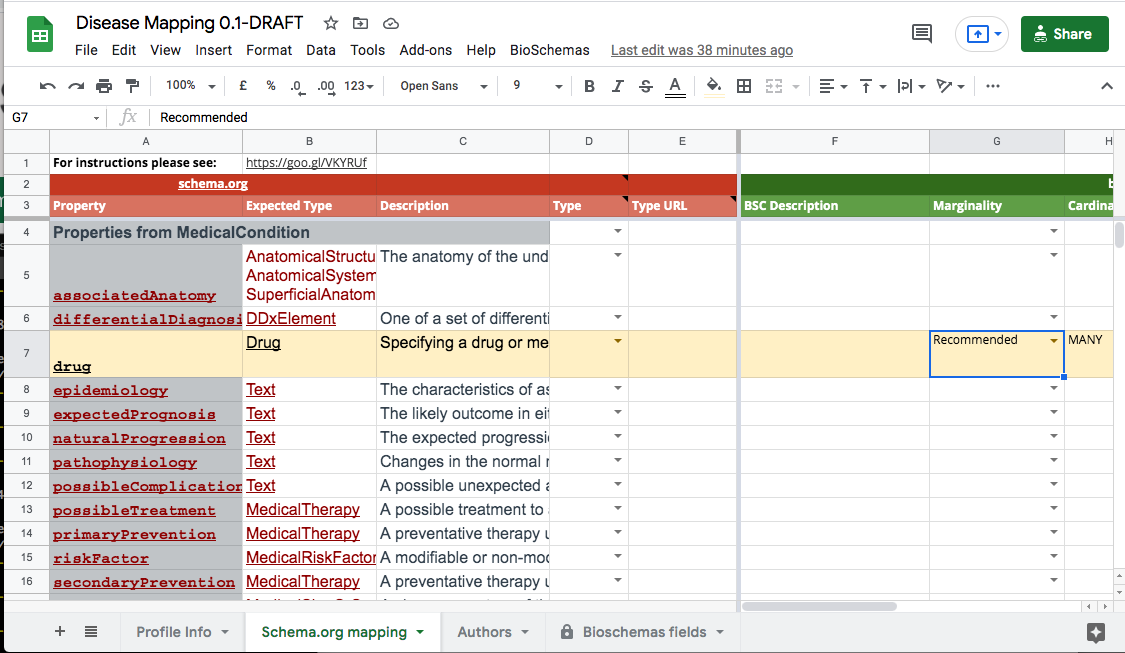 Disease Mapping 0.1-DRAFT
File Edit View Insert Format Data Tools Add-ons Help BioSchemas Last edit was 38 minutes ago
Share
100% £ % .0 .00 123 Open Sans 9 B I S A
G7 fx Recommended
A B C D E F G H
1 For instructions please see: https://goo.gl/VKYRUf
2 schema.org b
3 Property Expected Type Description Type Type URL BSC Description Marginality Cardina
4 Properties from MedicalCondition
AnatomicalStructu The anatomy of the und
AnatomicalSystem
5 associatedAnatomy SuperficialAnatom
6 differentialDiagnosi DDxElement One of a set of differenti
7 drug Drug Specifying a drug or me Recommended MANY
8 epidemiology Text The characteristics of as
9 expectedPrognosis Text The likely outcome in eit
10 naturalProgression Text The expected progressi
11 pathophysiology Text Changes in the normal r
12 possibleComplication Text A possible unexpected a
13 possibleTreatment MedicalTherapy A possible treatment to
14 primaryPrevention MedicalTherapy A preventative therapy u
15 riskFactor MedicalRiskFactor A modifiable or non-mod
16 secondaryPrevention MedicalTherapy A preventative therapy u
Profile Info Schema.org mapping Authors Bioschemas fields